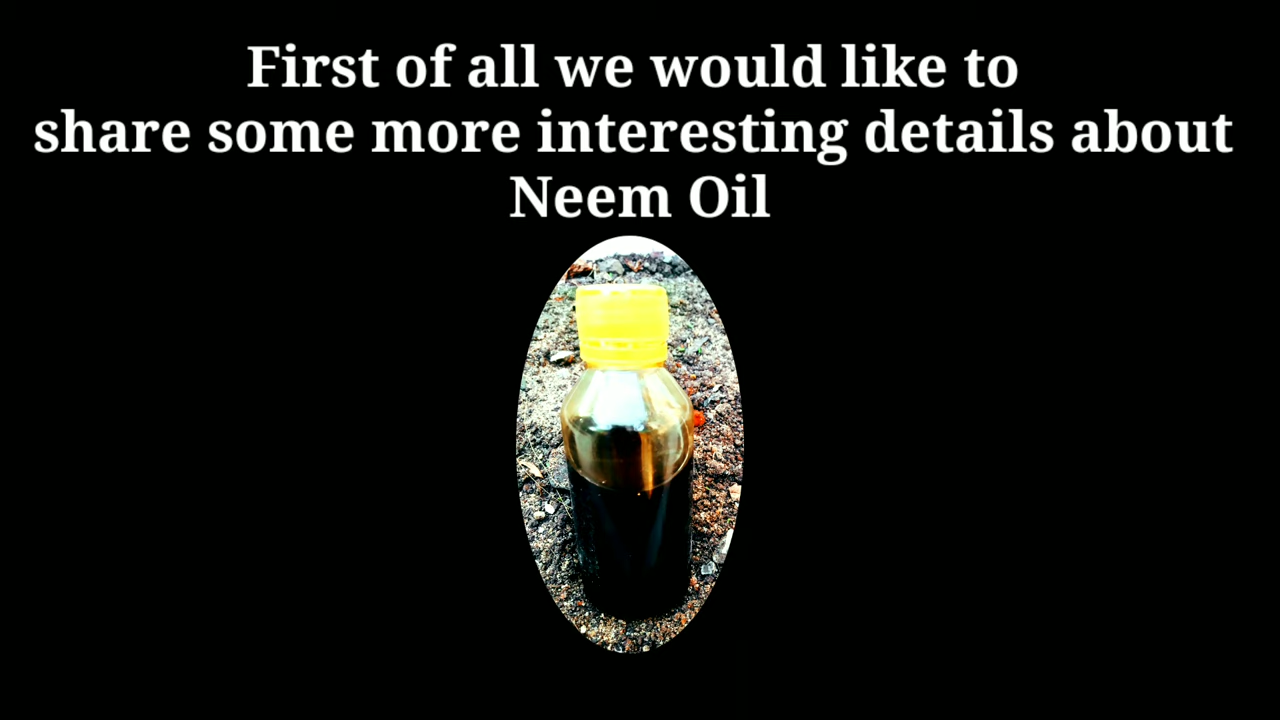 First of all we would like to
share some more interesting details about
Neem Oil